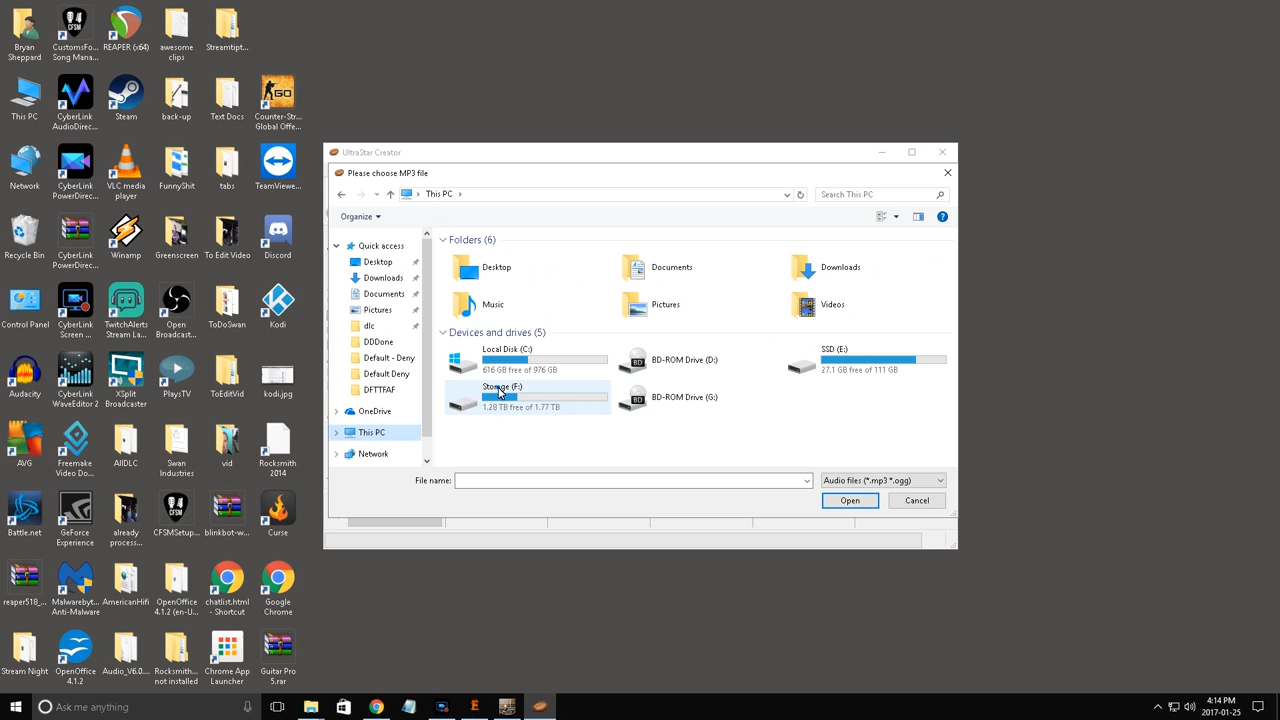 Bryan
Sheppard
CustomsFo...
Song Mana...
REAPER (x64)
awesome
clips
Streamtipt...
This PC
CyberLink
AudioDirec...
Steam
back-up
Text Docs
GO
Counter-Str...
Global Offe...
Network
CyberLink
PowerDirec...
VLC media
player
FunnyShit
tabs
TeamViewe...
Recycle Bin
CyberLink
PowerDirec...
Winamp
Greenscreen
To Edit Video
Discord
Control Panel
CyberLink
Screen ...
TwitchAlerts
Stream La...
Open
Broadcast...
ToDoSwan
Kodi
Audacity
CyberLink
WaveEditor 2
XSplit
Broadcaster
PlaysTV
ToEditVid
kodi.jpg
AVG
Freemake
Video Do...
AllDLC
Swan
Industries
vid
Rocksmith
2014
Battle.net
GeForce
Experience
already
process...
CFSMSetup...
blinkbot-w...
Curse
reaper518_...
Malwarebyt...
Anti-Malware
AmericanHifi
OpenOffice
4.1.2 (en-U...
chatlist.html
- Shortcut
Google
Chrome
Stream Night
OpenOffice
4.1.2
Audio_V6.0...
Rocksmith...
not installed
Chrome App
Launcher
Guitar Pro
5.rar
UltraStar Creator
Please choose MP3 file
This PC
Search This PC
Organize
Quick access
Desktop
Downloads
Documents
Pictures
dlc
DDDone
Default - Deny
Default Deny
DFTTFAF
OneDrive
This PC
Network
Folders (6)
Desktop
Documents
Downloads
Music
Pictures
Videos
Devices and drives (5)
Local Disk (C:)
616 GB free of 976 GB
BD-ROM Drive (D:)
SSD (E:)
27.1 GB free of 111 GB
Storage (F:)
1.28 TB free of 1.77 TB
BD-ROM Drive (G:)
File name:
Audio files (*.mp3 *.ogg)
Open
Cancel
Ask me anything
4:14 PM
2017-01-25